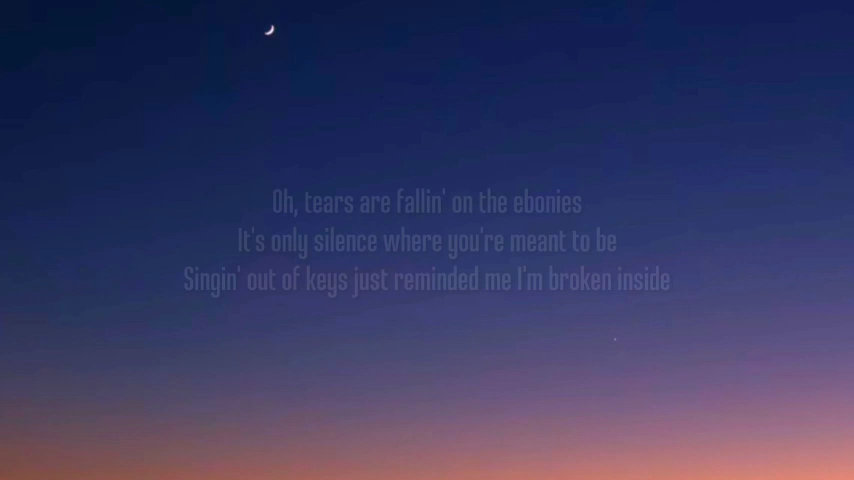 Oh, tears are fallin' on the ebonies
It's only silence where you're meant to be
Singin' out of keys just reminded me I'm broken inside